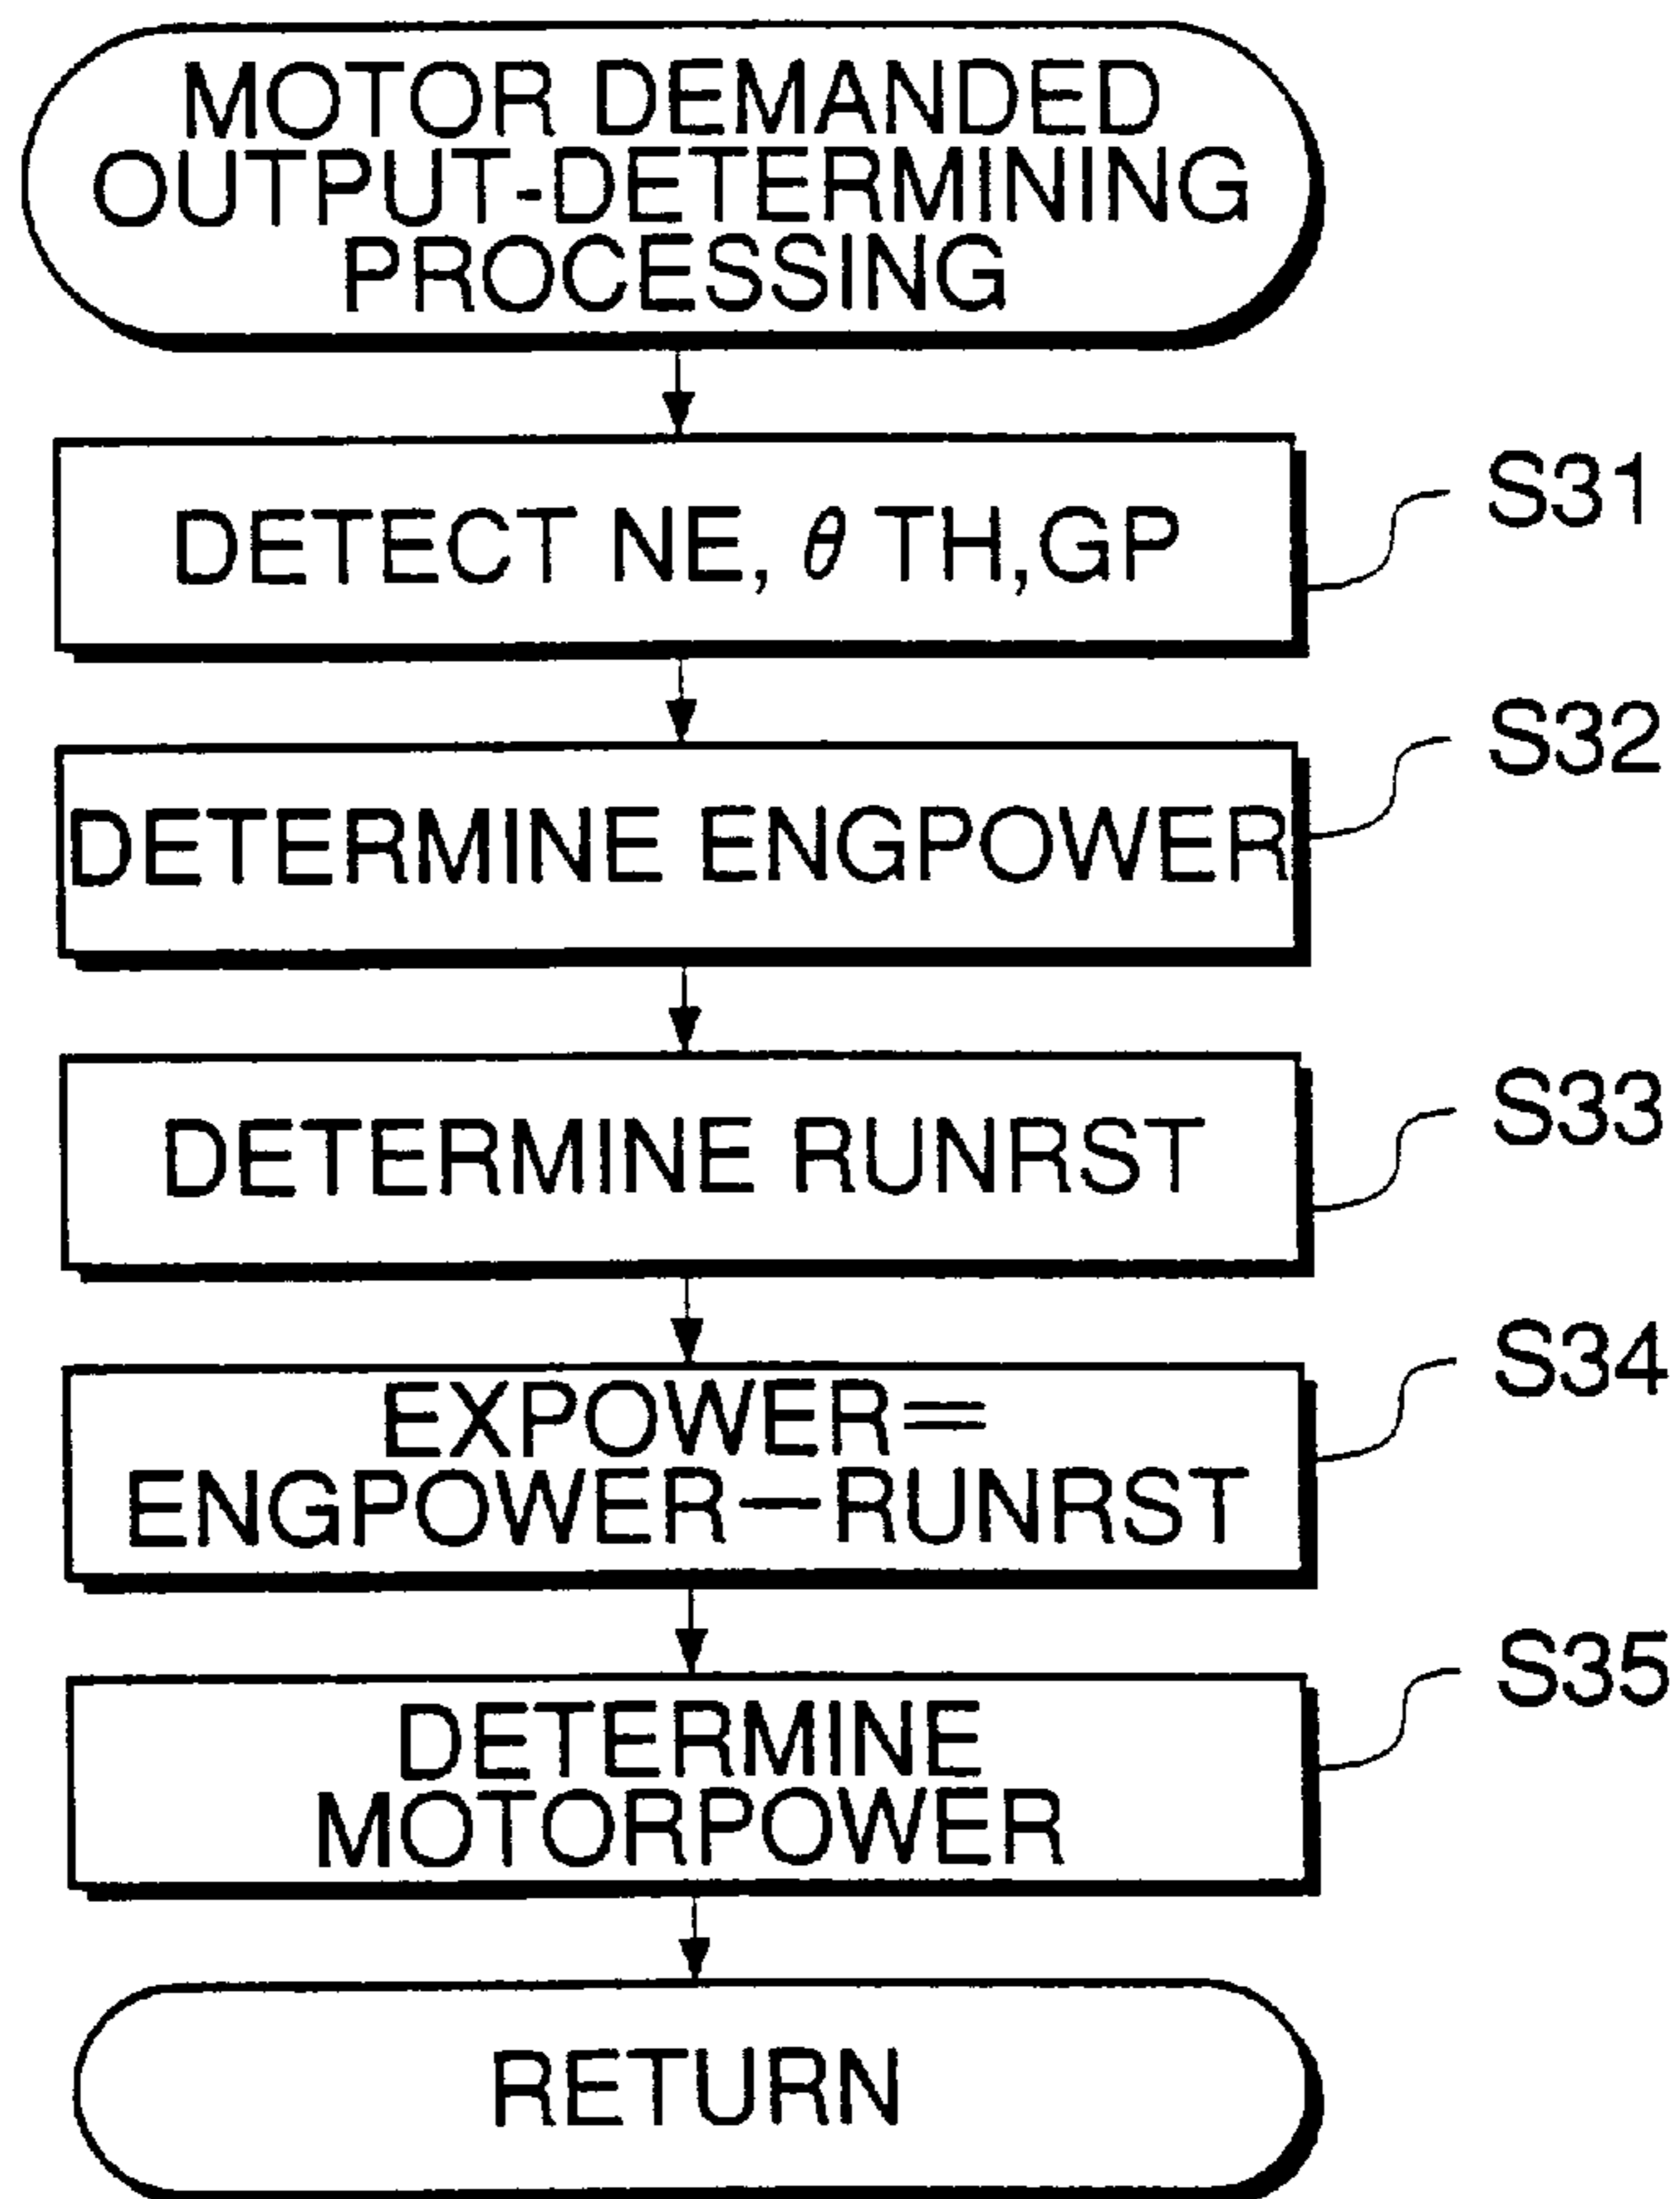 MOTOR DEMANDED
OUTPUT-DETERMINING
PROCESSING
DETECT NE, θ TH,GP
S31
DETERMINE ENGPOWER
S32
DETERMINE RUNRST
S33
EXPOWER=
ENGPOWER—RUNRST
S34
DETERMINE
MOTORPOWER
S35
RETURN